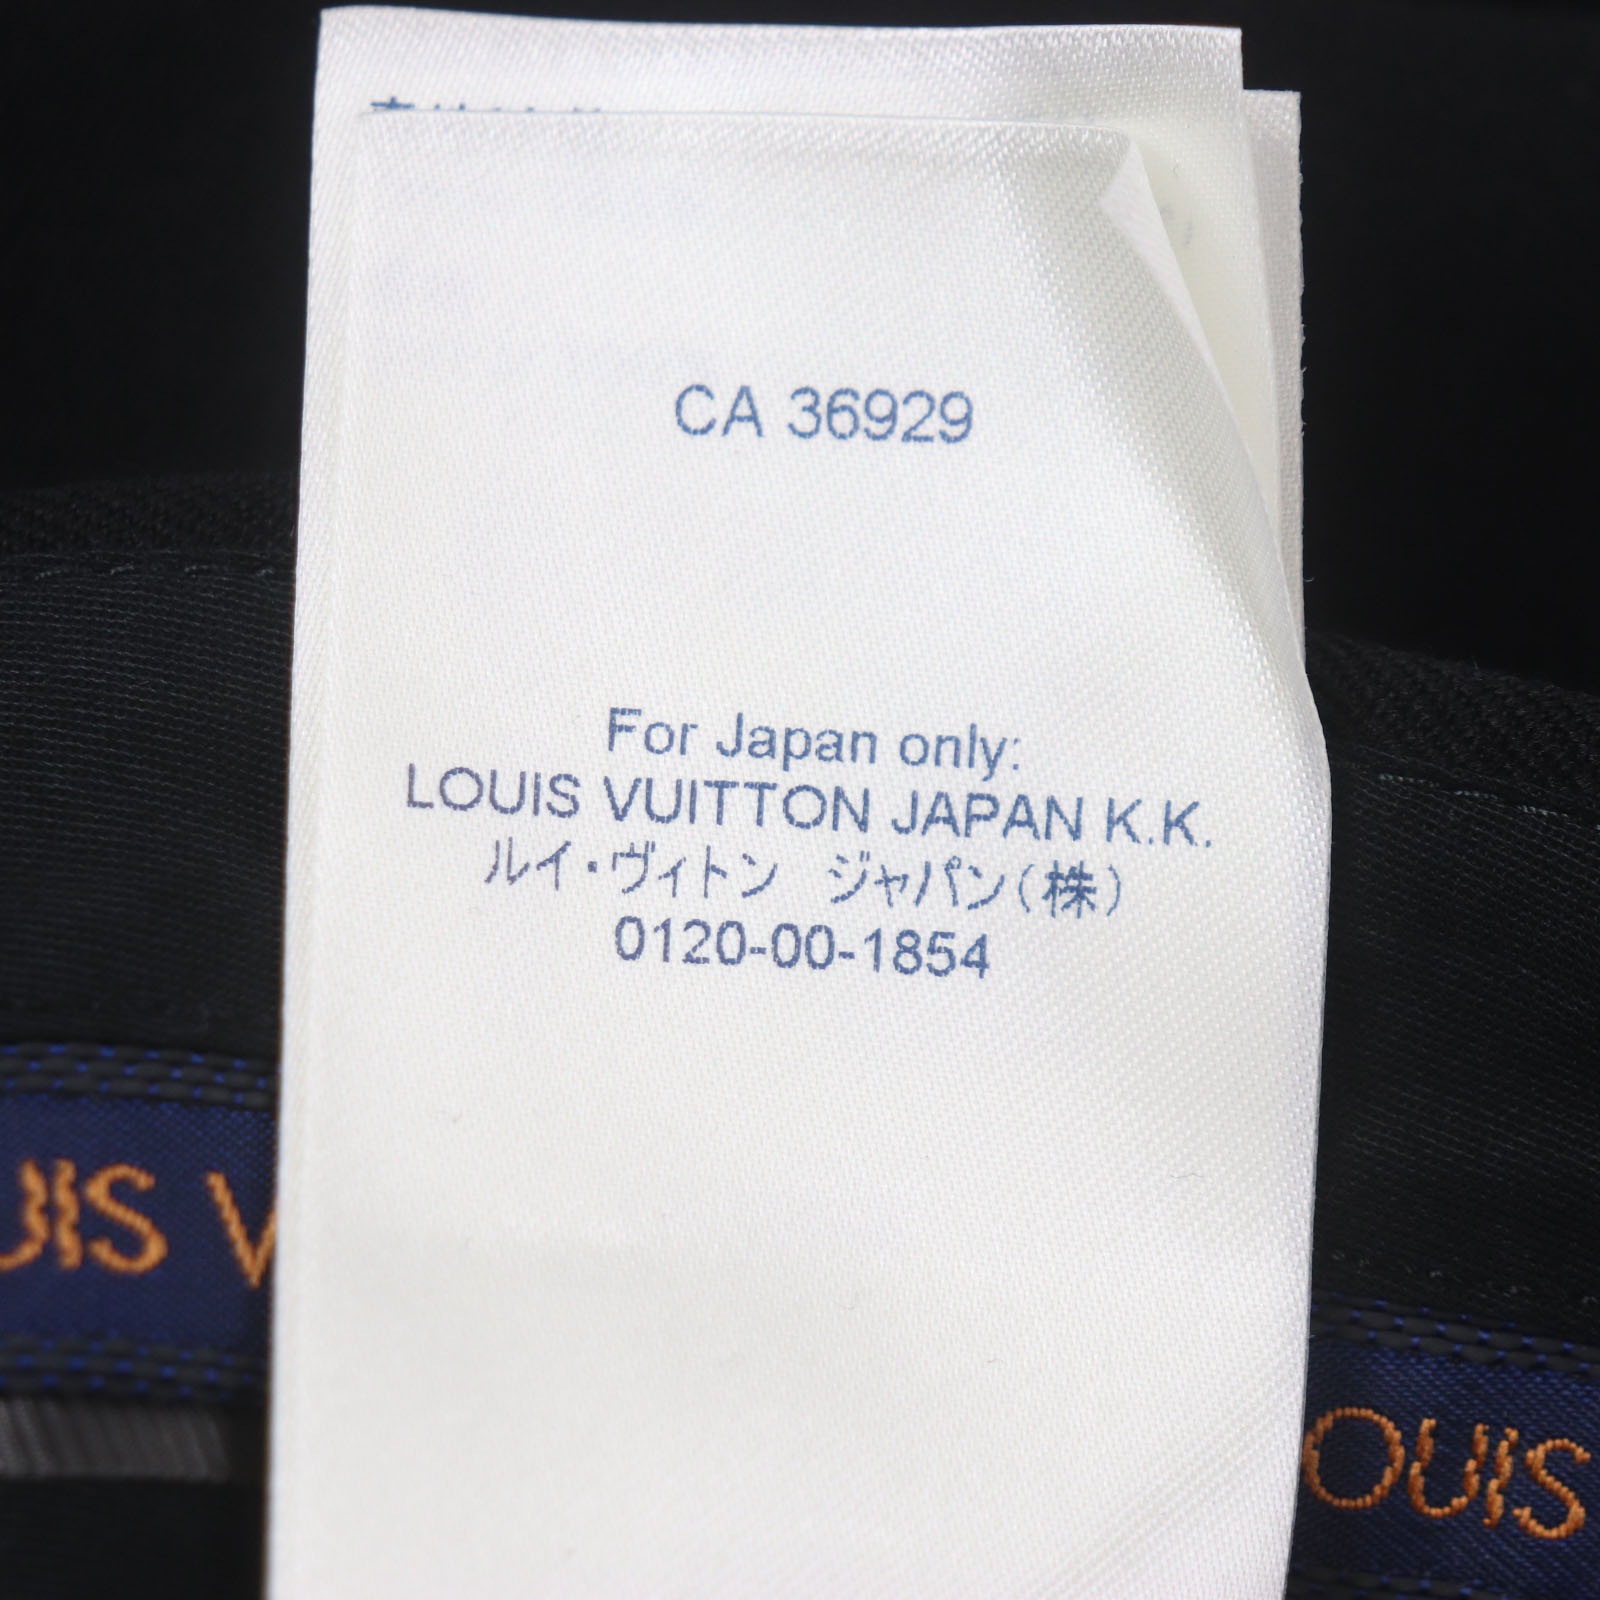 CA 36929
For Japan only:
LOUIS VUITTON JAPAN K.K.
ルイ・ヴィトン ジャパン(株)
0120-00-1854
UIS V
OUIS